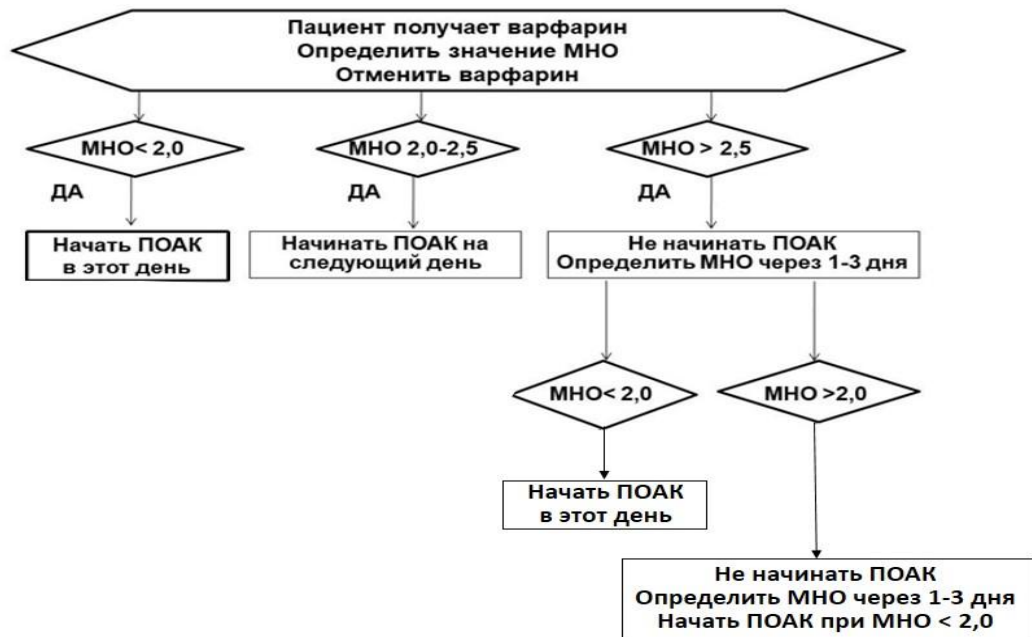 Пациент получает варфарин
Определить значение МНО
Отменить варфарин
МНО< 2,0
МНО 2,0-2,5
МНО > 2,5
ДА
ДА
ДА
Начать ПОАК
в этот день
Начинать ПОАК на
следующий день
Не начинать ПОАК
Определить МНО через 1-3 дня
МНО< 2,0
МНО >2,0
Начать ПОАК
в этот день
Не начинать ПОАК
Определить МНО через 1-3 дня
Начать ПОАК при МНО < 2,0